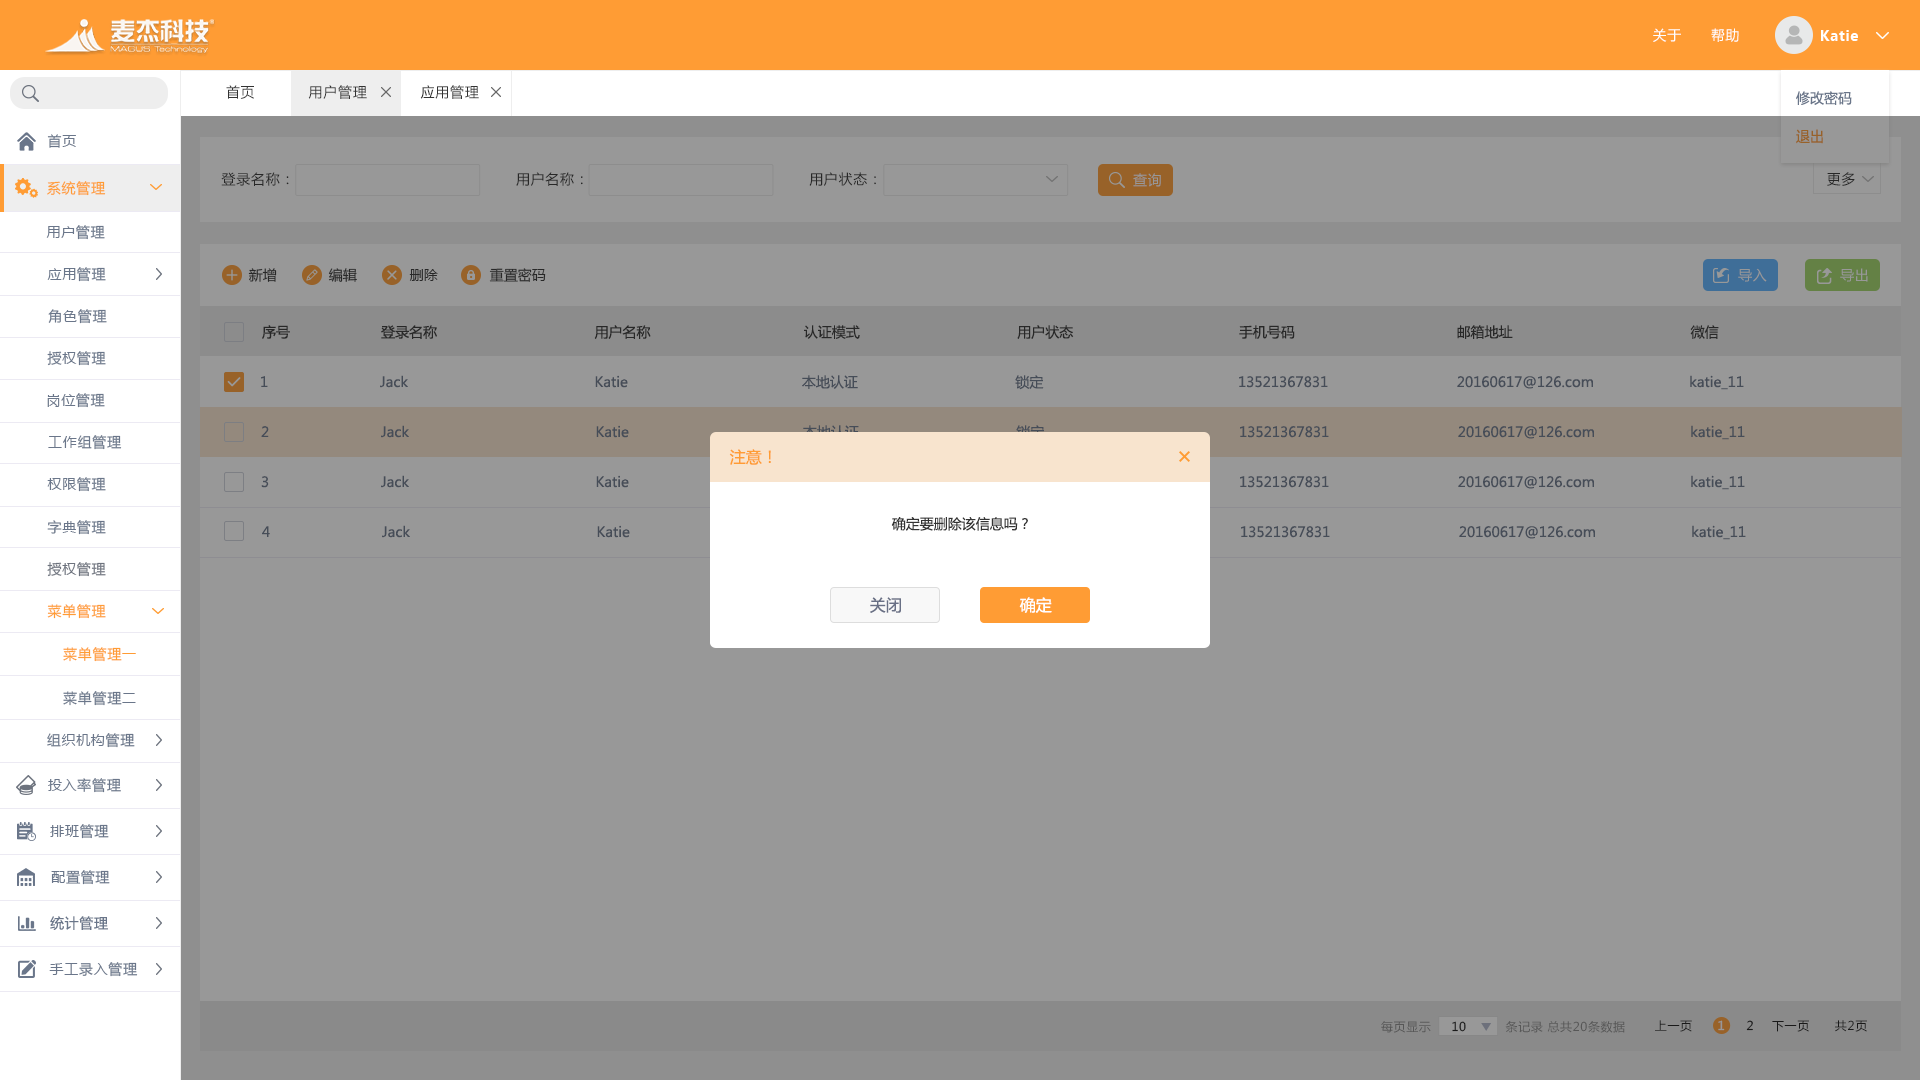 麦杰科技
MAGUS Technology
关于 帮助 Katie
首页 用户管理 应用管理
修改密码
退出
首页
系统管理
用户管理
应用管理
角色管理
授权管理
岗位管理
工作组管理
权限管理
字典管理
授权管理
菜单管理
菜单管理一
菜单管理二
组织机构管理
投入率管理
排班管理
配置管理
统计管理
手工录入管理
登录名称： 用户名称： 用户状态： 查询 更多
新增 编辑 删除 重置密码 导入 导出
序号 登录名称 用户名称 认证模式 用户状态 手机号码 邮箱地址 微信
1 Jack Katie 本地认证 锁定 13521367831 20160617@126.com katie_11
2 Jack Katie 本地认证 锁定 13521367831 20160617@126.com katie_11
3 Jack Katie 13521367831 20160617@126.com katie_11
4 Jack Katie 13521367831 20160617@126.com katie_11
注意！
确定要删除该信息吗？
关闭 确定
每页显示 10 条记录 总共20条数据 上一页 1 2 下一页 共2页